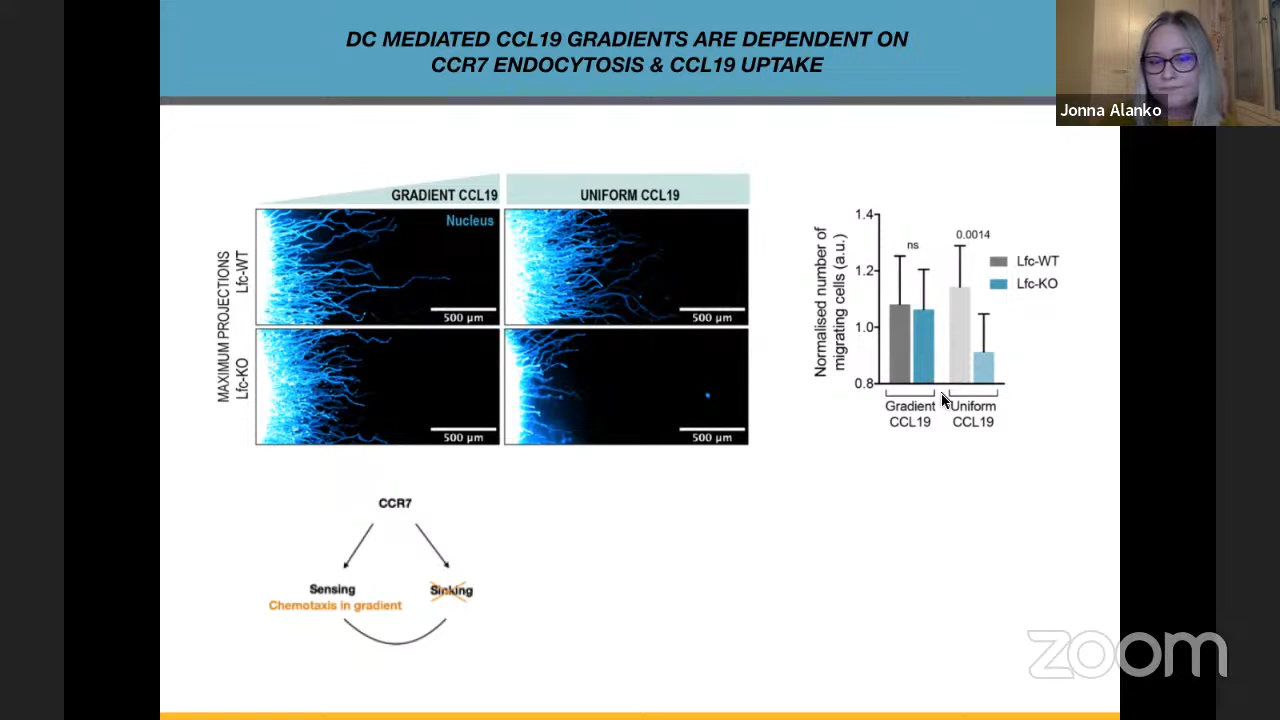 DC MEDIATED CCL19 GRADIENTS ARE DEPENDENT ON
CCR7 ENDOCYTOSIS & CCL19 UPTAKE
Jonna Alanko
GRADIENT CCL19
UNIFORM CCL19
Nucleus
MAXIMUM PROJECTIONS
Lfc-WT
Lfc-KO
500 µm
500 µm
500 µm
500 µm
Normalised number of
migrating cells (a.u.)
1.4
1.2
1.0
0.8
ns
0.0014
Lfc-WT
Lfc-KO
Gradient
CCL19
Uniform
CCL19
CCR7
Sensing
Chemotaxis in gradient
Sinking
zoom